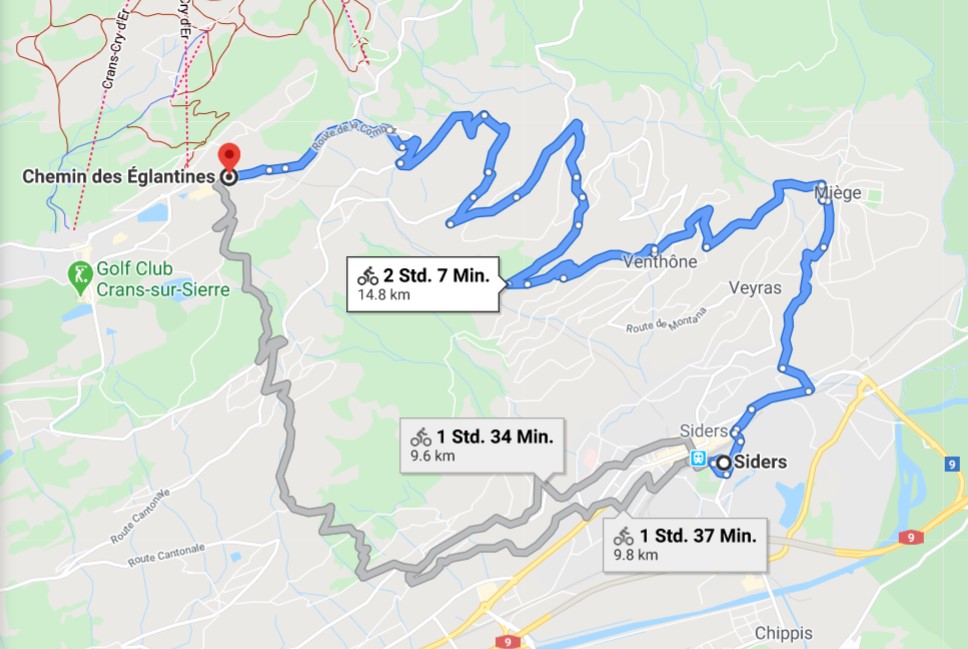 Crans-Cry d'Er
Cry d'Er
Route de la Comba
Chemin des Églantines
Miège
Golf Club
Crans-sur-Sierre
2 Std. 7 Min.
14.8 km
Venthône
Veyras
Route de Montana
1 Std. 34 Min.
9.6 km
Siders
Siders
9
Route Cantonale
Route Cantonale
1 Std. 37 Min.
9.8 km
9
9
Chippis